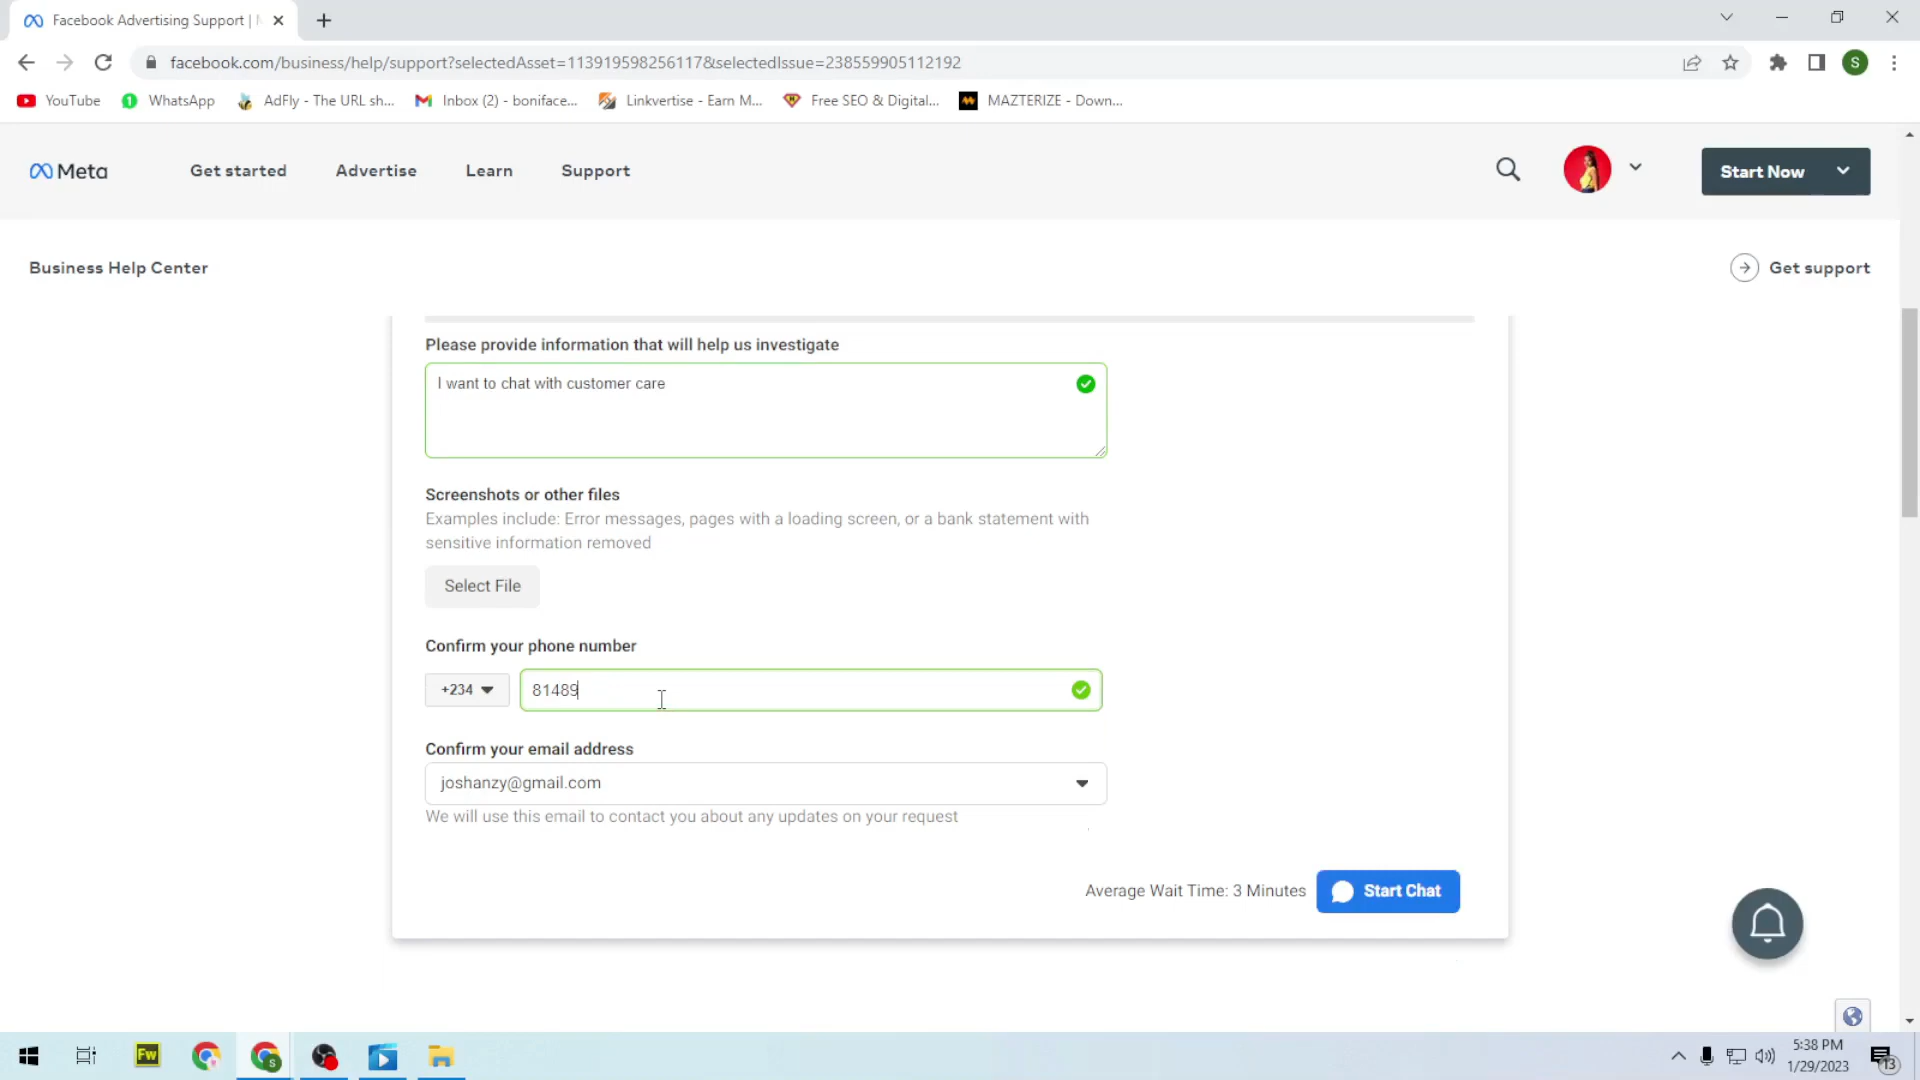 Facebook Advertising Support |
facebook.com/business/help/support?selectedAsset=113919598256117&selectedIssue=238559905112192
S
YouTube
WhatsApp
AdFly - The URL sh...
Inbox (2) - boniface...
Linkvertise - Earn M...
Free SEO & Digital...
MAZTERIZE - Down...
Meta
Get started
Advertise
Learn
Support
Start Now
Business Help Center
Get support
Please provide information that will help us investigate
I want to chat with customer care
Screenshots or other files
Examples include: Error messages, pages with a loading screen, or a bank statement with
sensitive information removed
Select File
Confirm your phone number
+234
81489
Confirm your email address
joshanzy@gmail.com
We will use this email to contact you about any updates on your request
Average Wait Time: 3 Minutes
Start Chat
Fw
S
5:38 PM
1/29/2023
13